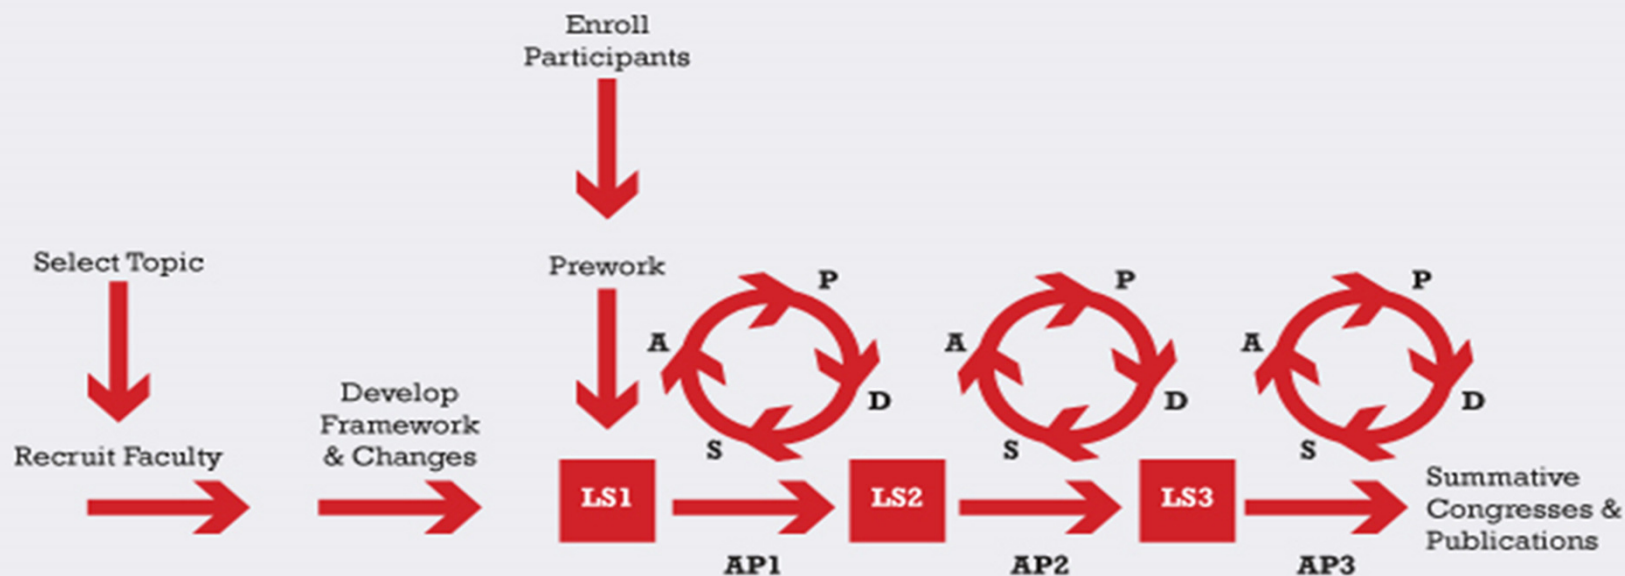 Enroll
Participants
Select Topic
Prework
Recruit Faculty
Develop
Framework
& Changes
P
A
D
S
P
A
D
S
P
A
D
S
LS1
LS2
LS3
AP1
AP2
AP3
Summative
Congresses &
Publications